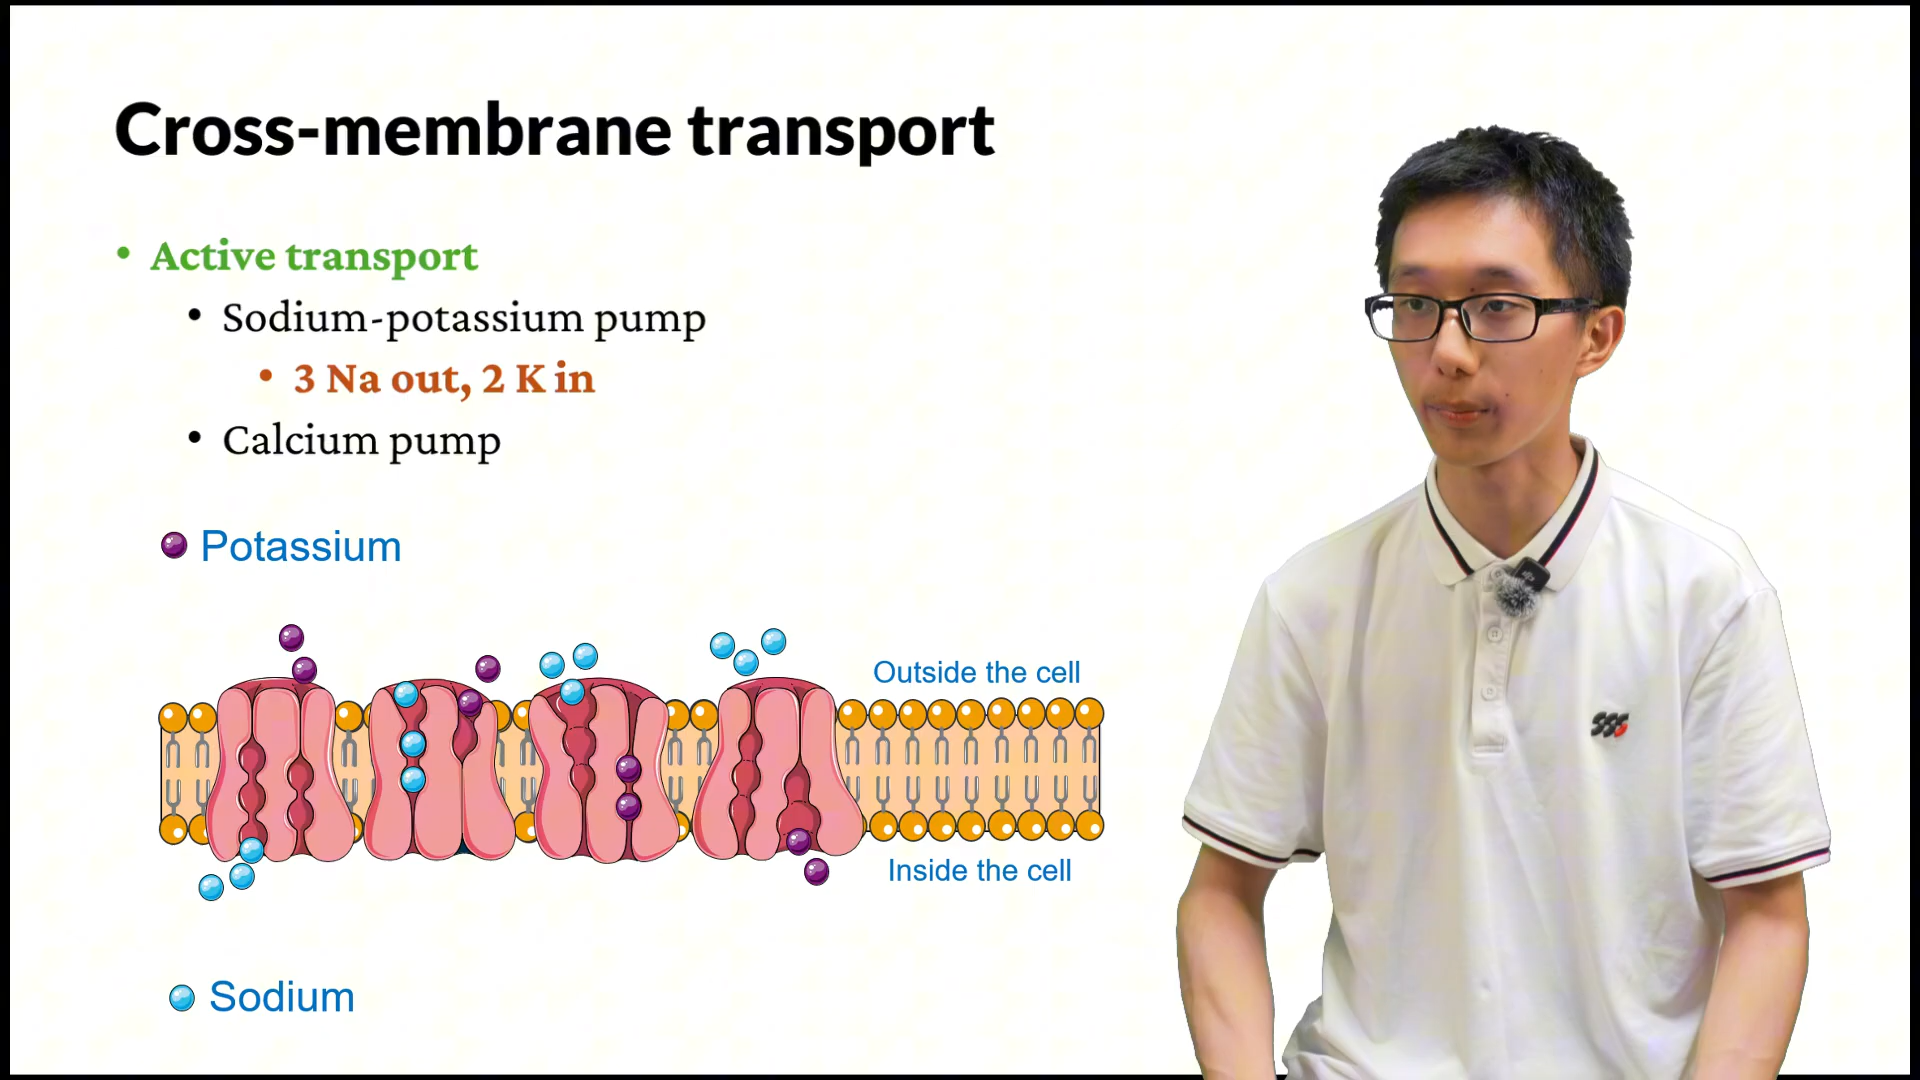 Cross-membrane transport
• Active transport
• Sodium-potassium pump
• 3 Na out, 2 K in
• Calcium pump
Potassium
Outside the cell
Inside the cell
Sodium